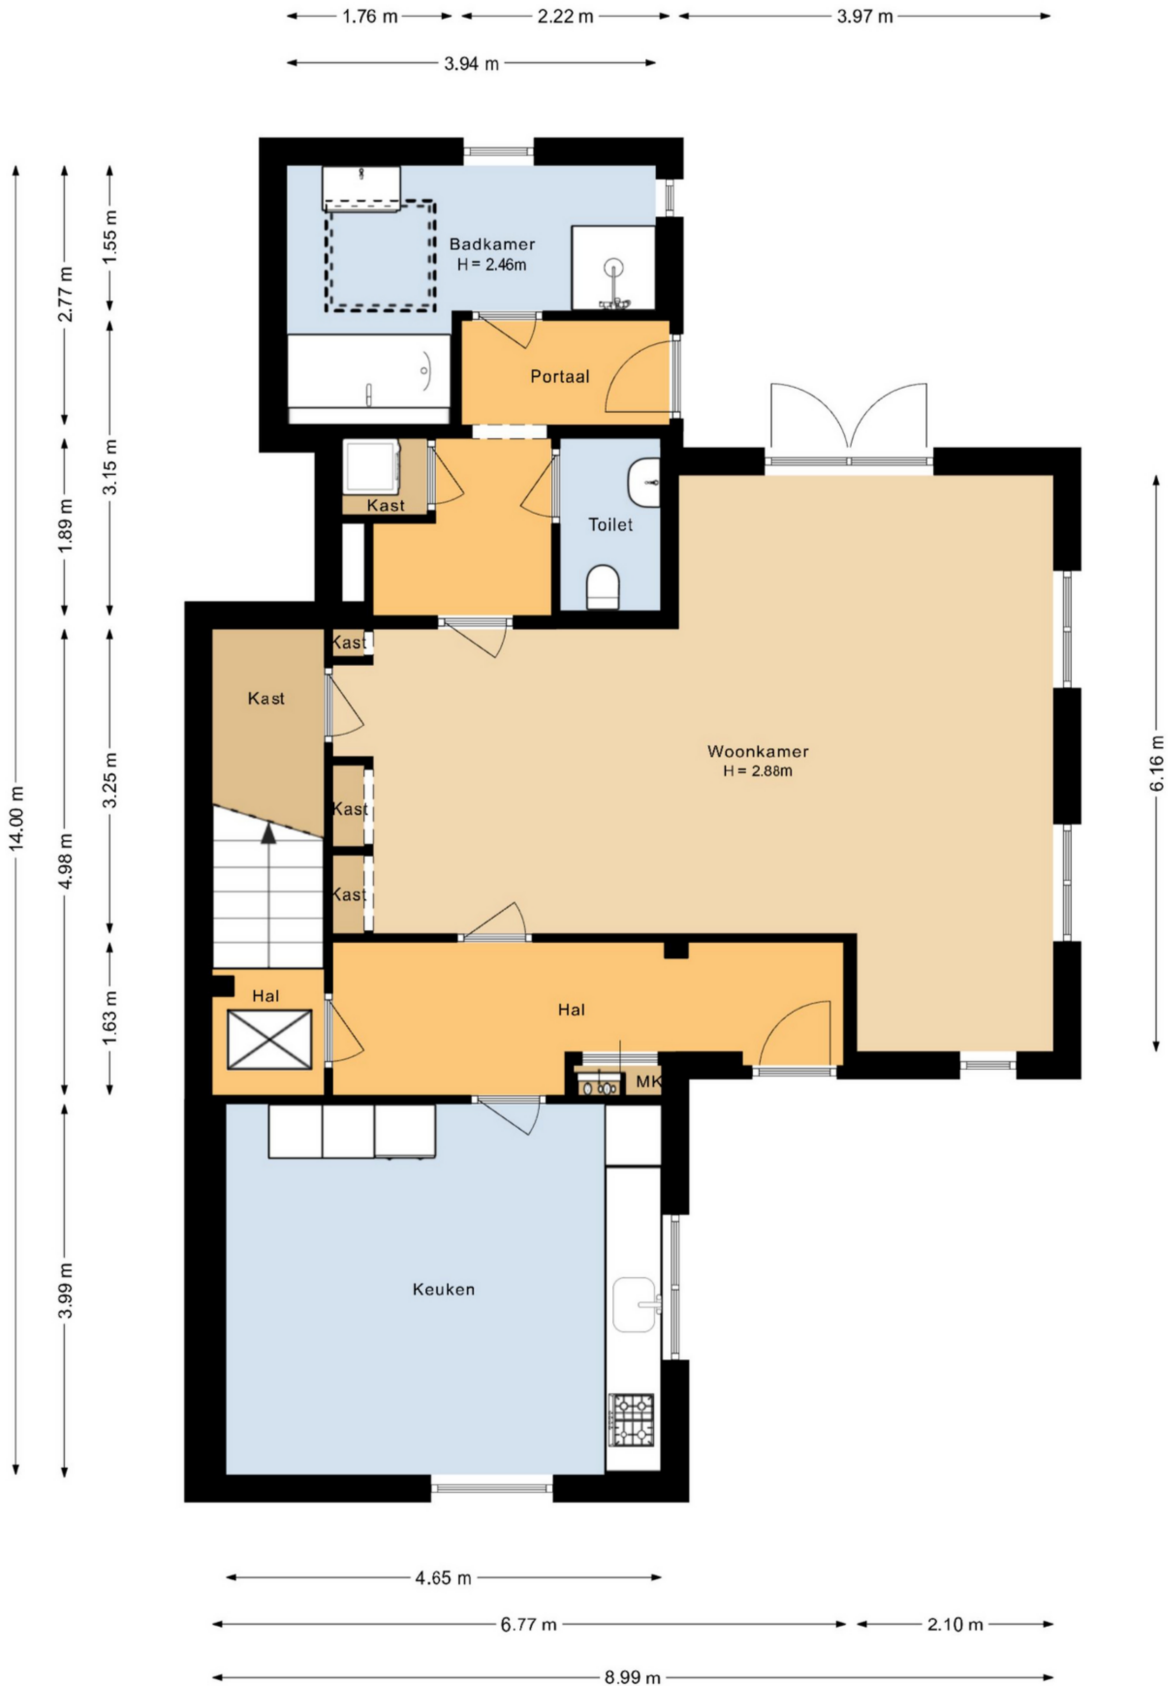 1.76 m
2.22 m
3.97 m
3.94 m
14.00 m
2.77 m
1.55 m
Badkamer
H = 2.46m
Portaal
3.15 m
1.89 m
Kast
Toilet
Kast
Kast
Woonkamer
H = 2.88m
6.16 m
3.25 m
Kast
4.98 m
Kast
1.63 m
Hal
Hal
MK
3.99 m
Keuken
4.65 m
6.77 m
2.10 m
8.99 m